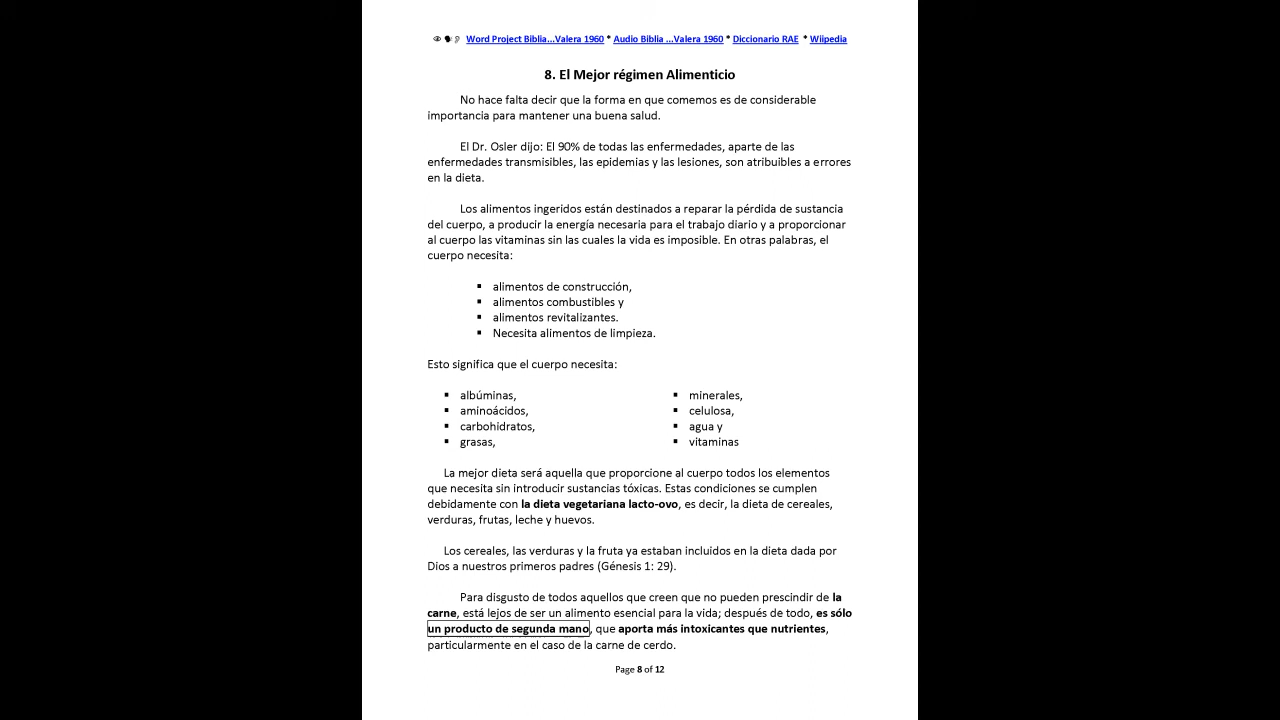 👁 🗣 👂 Word Project Biblia...Valera 1960 * Audio Biblia ...Valera 1960 * Diccionario RAE * Wiipedia
8. El Mejor régimen Alimenticio
No hace falta decir que la forma en que comemos es de considerable
importancia para mantener una buena salud.
El Dr. Osler dijo: El 90% de todas las enfermedades, aparte de las
enfermedades transmisibles, las epidemias y las lesiones, son atribuibles a errores
en la dieta.
Los alimentos ingeridos están destinados a reparar la pérdida de sustancia
del cuerpo, a producir la energía necesaria para el trabajo diario y a proporcionar
al cuerpo las vitaminas sin las cuales la vida es imposible. En otras palabras, el
cuerpo necesita:
▪ alimentos de construcción,
▪ alimentos combustibles y
▪ alimentos revitalizantes.
▪ Necesita alimentos de limpieza.
Esto significa que el cuerpo necesita:
▪ albúminas,
▪ aminoácidos,
▪ carbohidratos,
▪ grasas,
▪ minerales,
▪ celulosa,
▪ agua y
▪ vitaminas
La mejor dieta será aquella que proporcione al cuerpo todos los elementos
que necesita sin introducir sustancias tóxicas. Estas condiciones se cumplen
debidamente con la dieta vegetariana lacto-ovo, es decir, la dieta de cereales,
verduras, frutas, leche y huevos.
Los cereales, las verduras y la fruta ya estaban incluidos en la dieta dada por
Dios a nuestros primeros padres (Génesis 1: 29).
Para disgusto de todos aquellos que creen que no pueden prescindir de la
carne, está lejos de ser un alimento esencial para la vida; después de todo, es sólo
un producto de segunda mano, que aporta más intoxicantes que nutrientes,
particularmente en el caso de la carne de cerdo.
Page 8 of 12